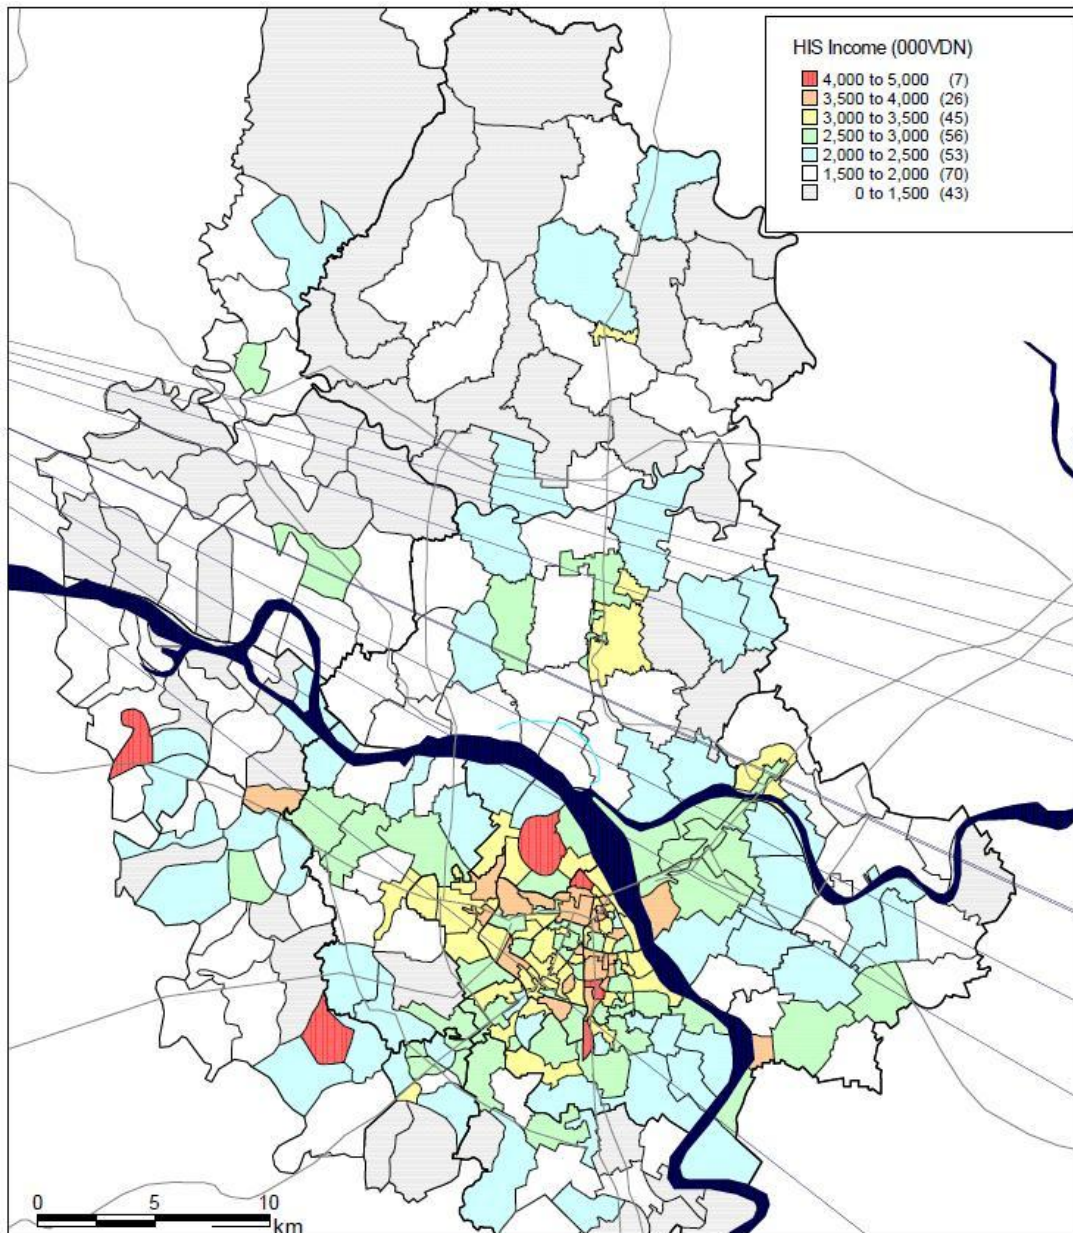 HIS Income (000VDN)
4,000 to 5,000 (7)
3,500 to 4,000 (26)
3,000 to 3,500 (45)
2,500 to 3,000 (56)
2,000 to 2,500 (53)
1,500 to 2,000 (70)
0 to 1,500 (43)
0 5 10
km